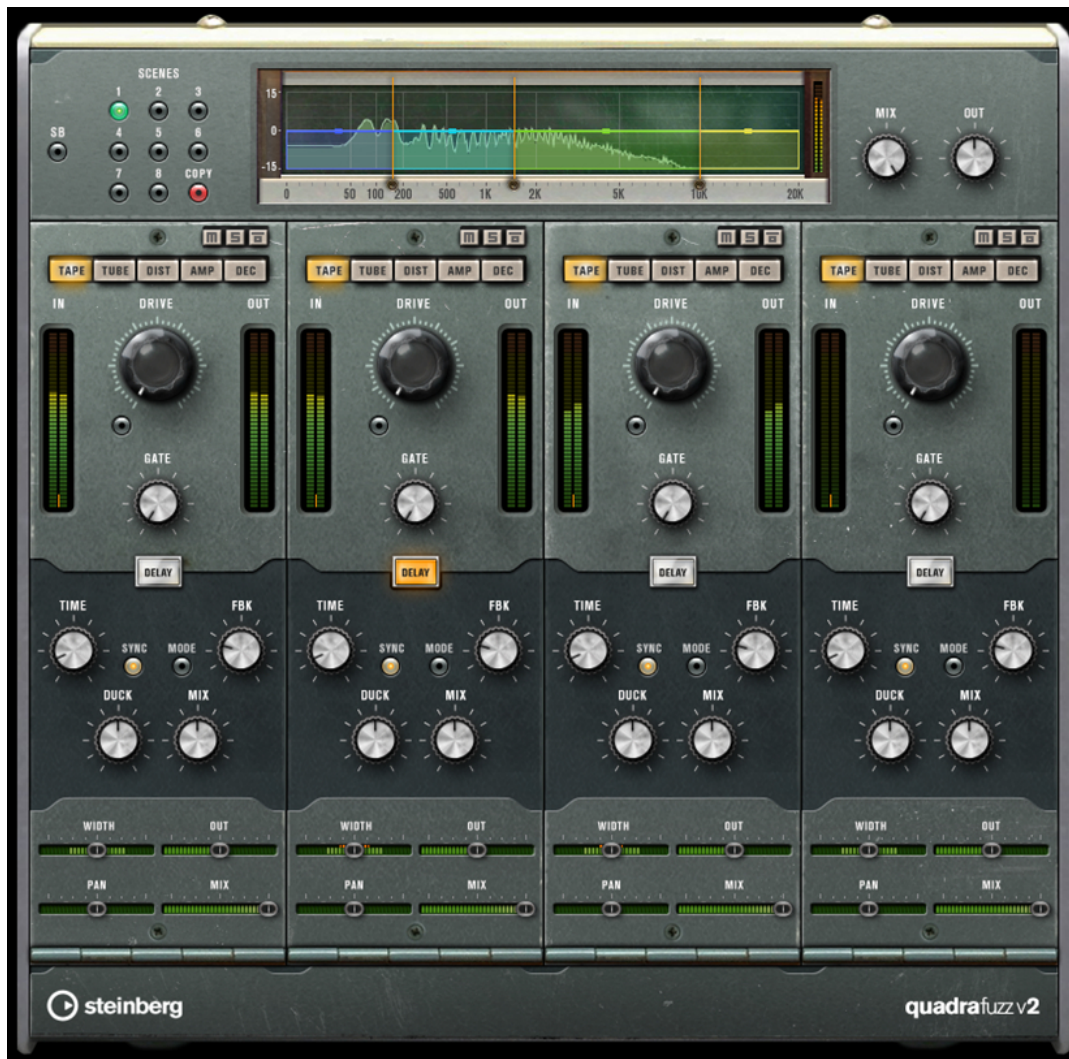 SCENES
1 2 3
SB 4 5 6
7 8 COPY
15
0
-15
0 50 100 200 500 1K 2K 5K 10K 20K
MIX OUT
M S M S M S M S
TAPE TUBE DIST AMP DEC TAPE TUBE DIST AMP DEC TAPE TUBE DIST AMP DEC TAPE TUBE DIST AMP DEC
IN DRIVE OUT IN DRIVE OUT IN DRIVE OUT IN DRIVE OUT
GATE GATE GATE GATE
DELAY DELAY DELAY DELAY
TIME FBK TIME FBK TIME FBK TIME FBK
SYNC MODE SYNC MODE SYNC MODE SYNC MODE
DUCK MIX DUCK MIX DUCK MIX DUCK MIX
WIDTH OUT WIDTH OUT WIDTH OUT WIDTH OUT
PAN MIX PAN MIX PAN MIX PAN MIX
steinberg quadrafuzz v2